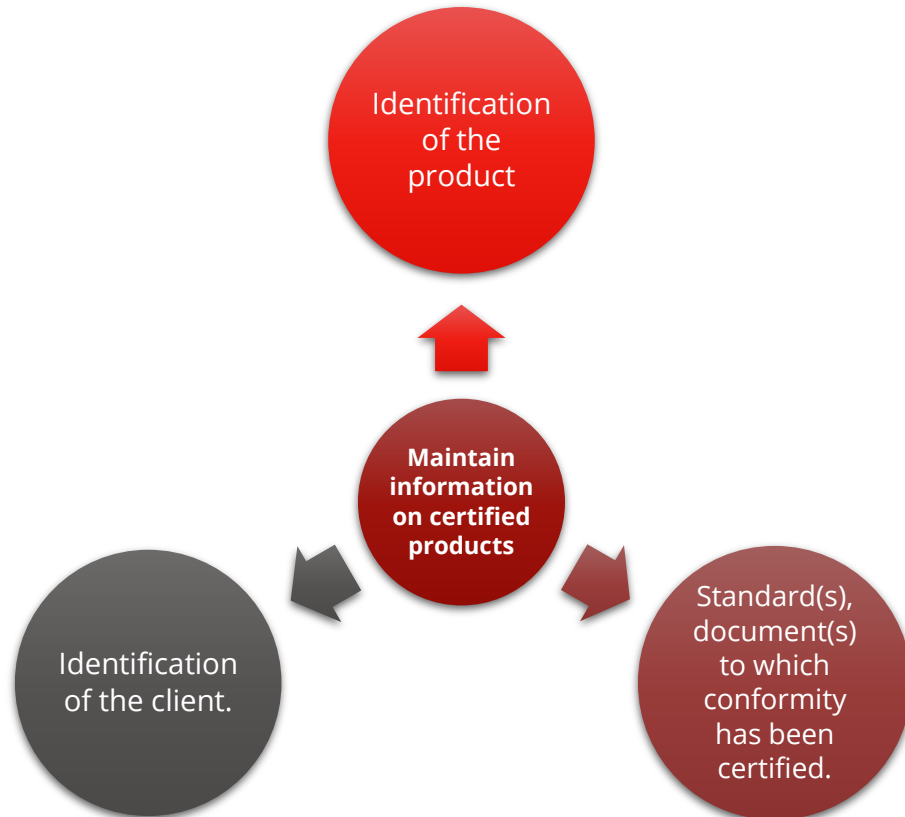 Identification
of the
product
Maintain
information
on certified
products
Identification
of the client.
Standard(s),
document(s)
to which
conformity
has been
certified.